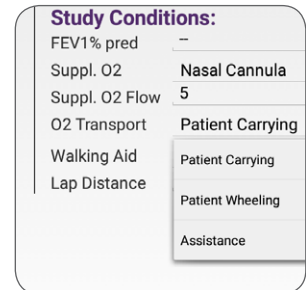 Study Conditions:
FEV1% pred --
Suppl. O2 Nasal Cannula
Suppl. O2 Flow 5
O2 Transport Patient Carrying
Walking Aid Patient Carrying
Lap Distance
Patient Wheeling
Assistance